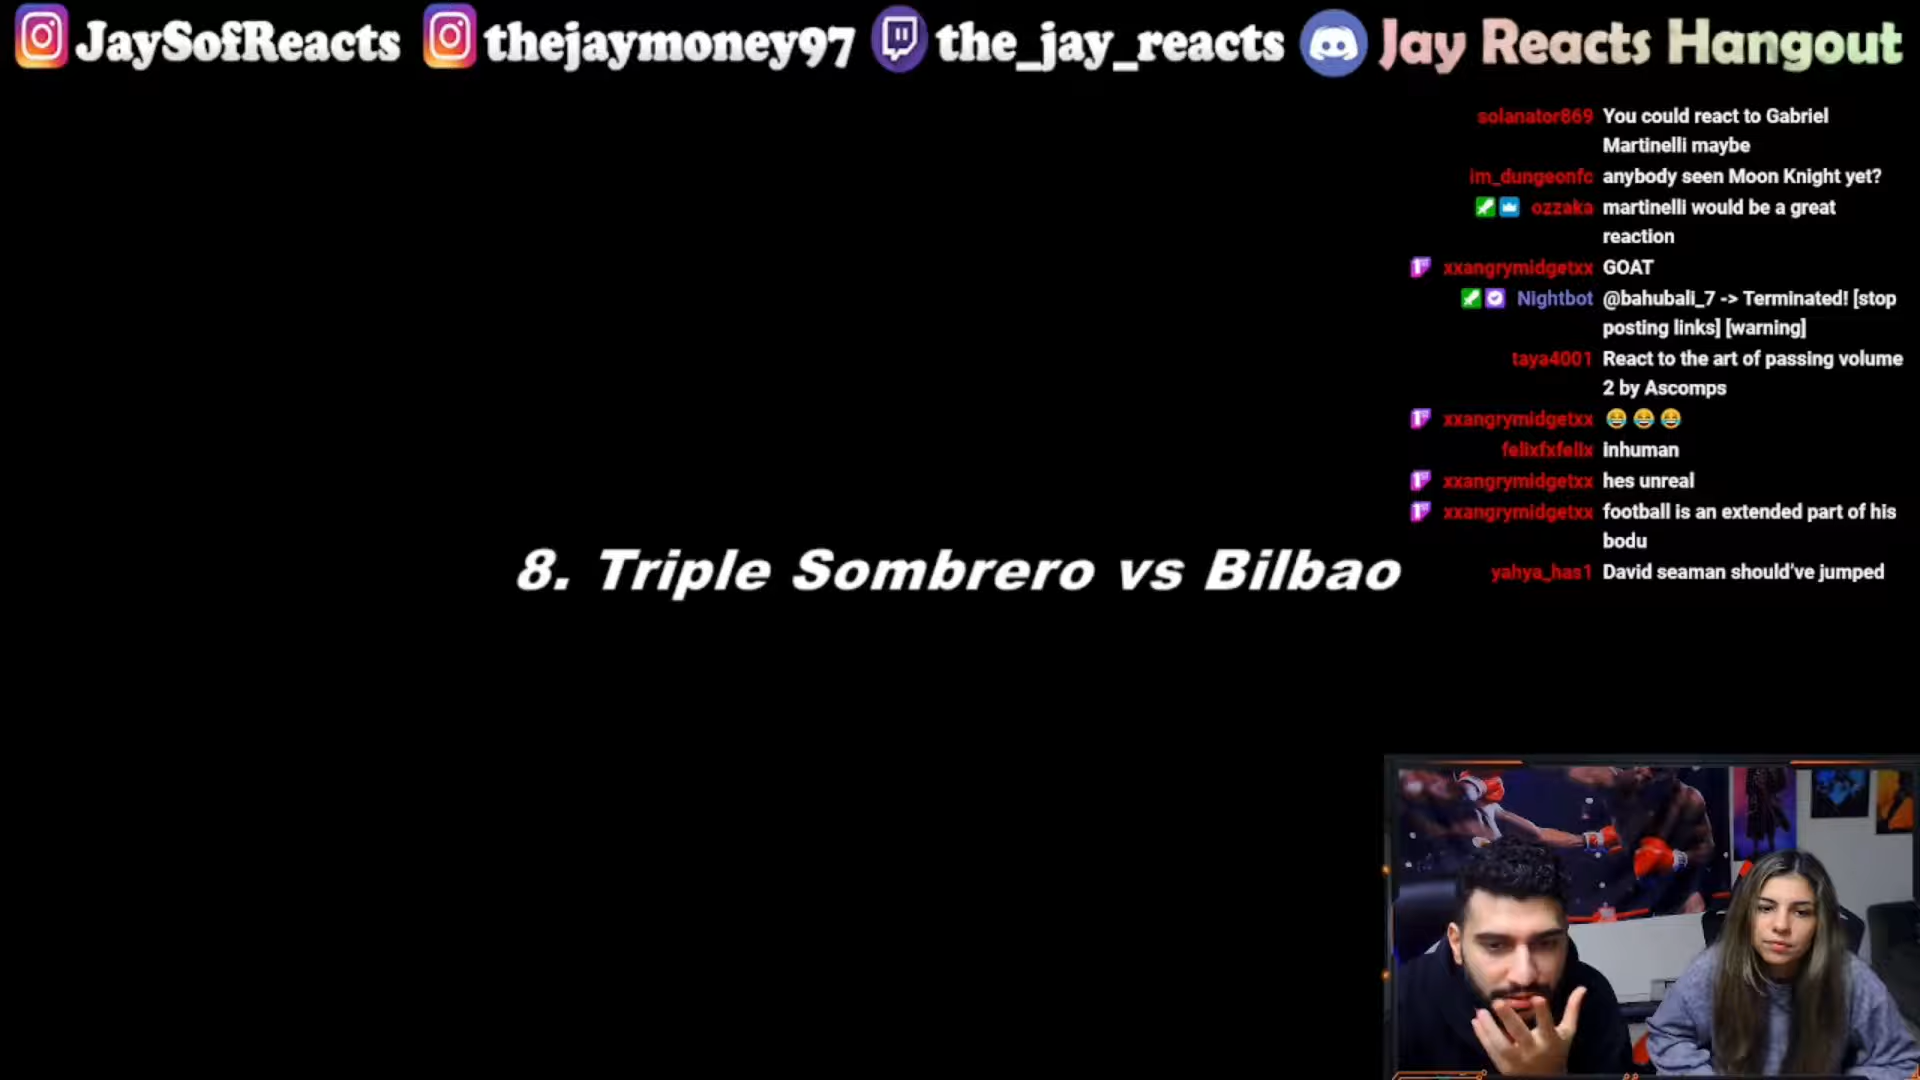 JaySofReacts thejaymoney97 the_jay_reacts Jay Reacts Hangout
solanator869 You could react to Gabriel
Martinelli maybe
im_dungeonfc anybody seen Moon Knight yet?
ozzaka martinelli would be a great
reaction
xxangrymidgetxx GOAT
Nightbot @bahubali_7 -> Terminated! [stop
posting links] [warning]
taya4001 React to the art of passing volume
2 by Ascomps
xxangrymidgetxx 😂 😂 😂
felixfxfelix inhuman
xxangrymidgetxx hes unreal
xxangrymidgetxx football is an extended part of his
bodu
yahya_has1 David seaman should've jumped
8. Triple Sombrero vs Bilbao